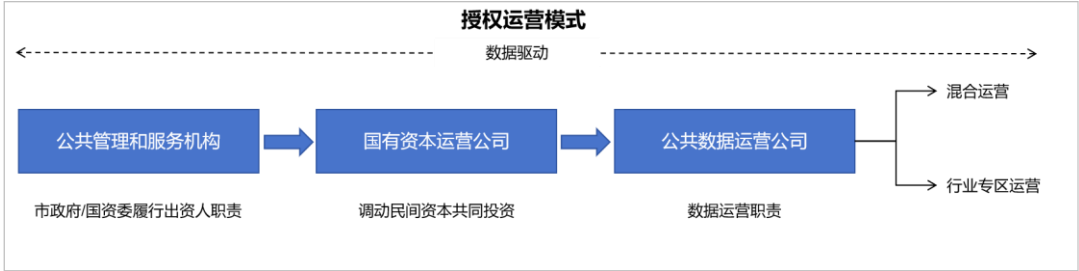 授权运营模式
数据驱动
公共管理和服务机构
国有资本运营公司
公共数据运营公司
混合运营
行业专区运营
市政府/国资委履行出资人职责
调动民间资本共同投资
数据运营职责